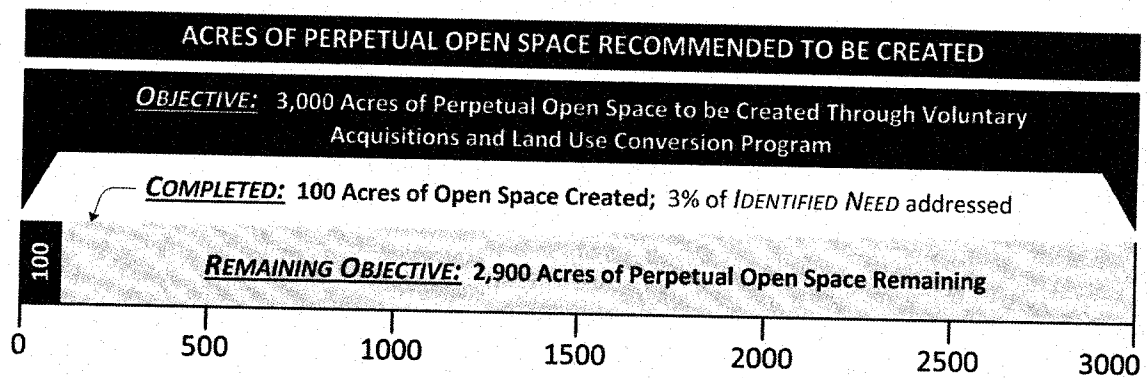 ACRES OF PERPETUAL OPEN SPACE RECOMMENDED TO BE CREATED
OBJECTIVE: 3,000 Acres of Perpetual Open Space to be Created Through Voluntary
Acquisitions and Land Use Conversion Program
COMPLETED: 100 Acres of Open Space Created; 3% of IDENTIFIED NEED addressed
100
REMAINING OBJECTIVE: 2,900 Acres of Perpetual Open Space Remaining
0 500 1000 1500 2000 2500 3000